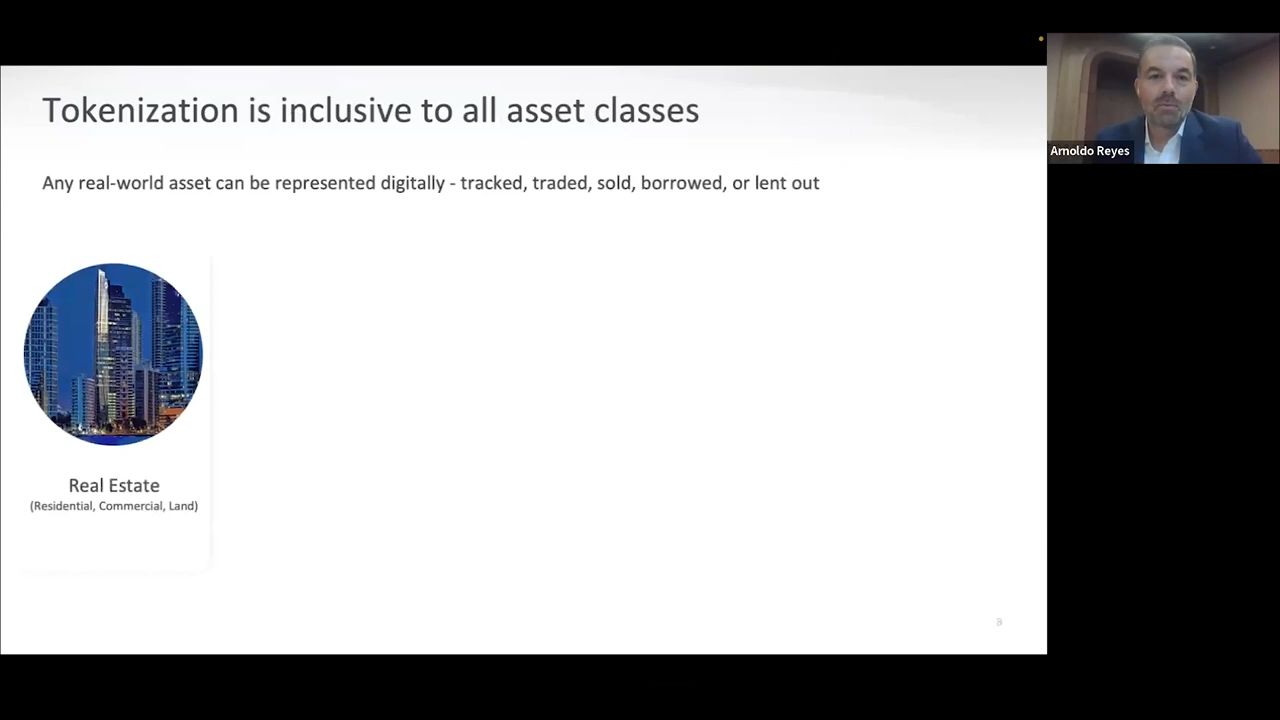 Tokenization is inclusive to all asset classes
Any real-world asset can be represented digitally - tracked, traded, sold, borrowed, or lent out
Real Estate
(Residential, Commercial, Land)
Arnoldo Reyes